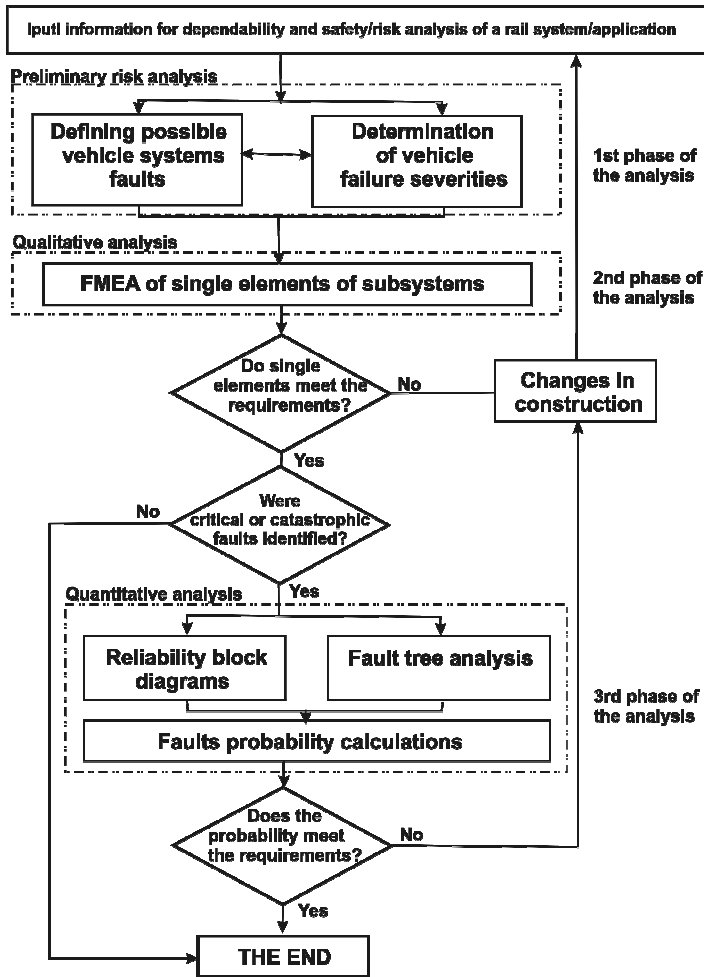 Iputl information for dependability and safety/risk analysis of a rail system/application
Preliminary risk analysis
Defining possible
vehicle systems
faults
Determination
of vehicle
failure severities
1st phase of
the analysis
Qualitative analysis
FMEA of single elements of subsystems
2nd phase of
the analysis
Do single
elements meet the
requirements?
No
Changes in
construction
Yes
Were
critical or catastrophic
faults identified?
No
Yes
Quantitative analysis
Reliability block
diagrams
Fault tree analysis
Faults probability calculations
3rd phase of
the analysis
Does the
probability meet
the requirements?
No
Yes
THE END